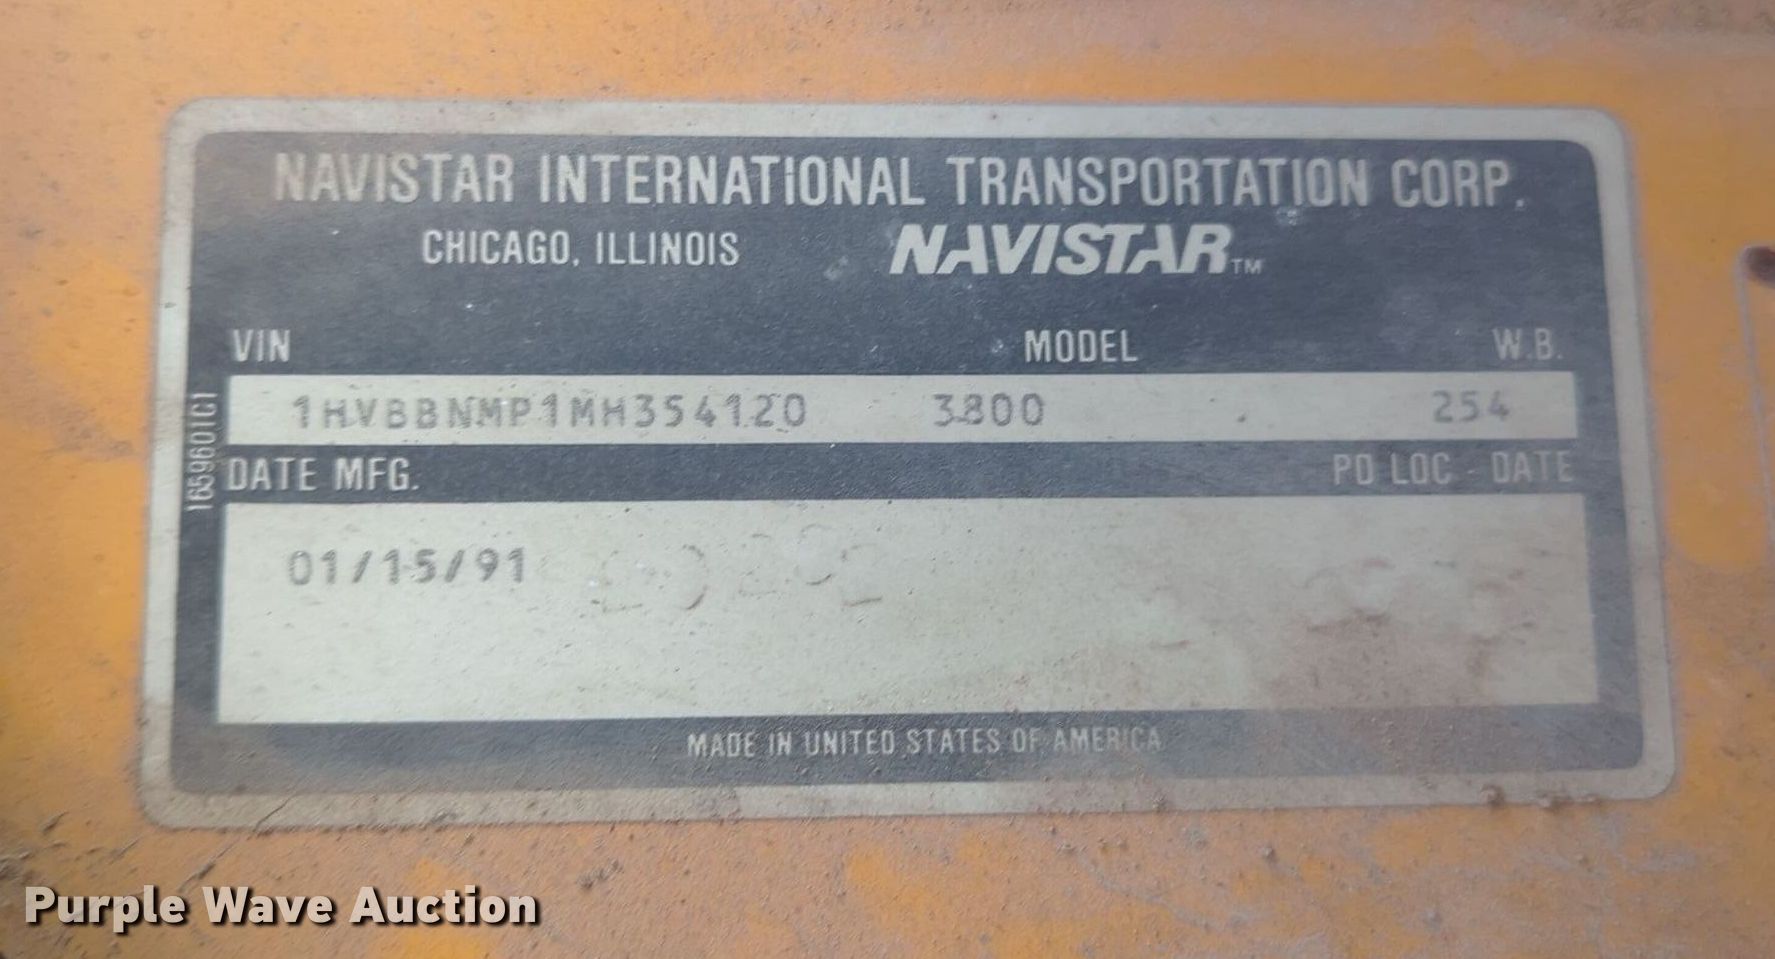 NAVISTAR INTERNATIONAL TRANSPORTATION CORP.
CHICAGO, ILLINOIS NAVISTAR™
VIN MODEL W.B.
1HVBBNMP1MH354120 3800 254
DATE MFG. PD LOC - DATE
01/15/91
MADE IN UNITED STATES OF AMERICA
1659601C1
Purple Wave Auction